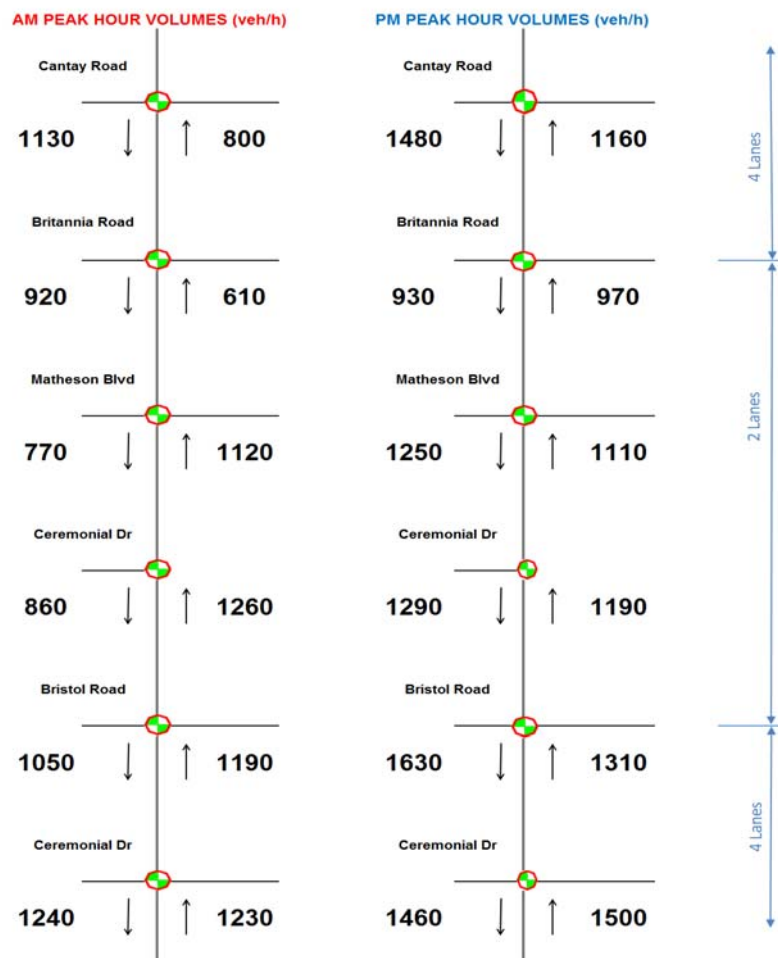 AM PEAK HOUR VOLUMES (veh/h) PM PEAK HOUR VOLUMES (veh/h)
Cantay Road Cantay Road
1130 800 1480 1160
4 Lanes
Britannia Road Britannia Road
920 610 930 970
Matheson Blvd Matheson Blvd
2 Lanes
770 1120 1250 1110
Ceremonial Dr Ceremonial Dr
860 1260 1290 1190
Bristol Road Bristol Road
1050 1190 1630 1310
4 Lanes
Ceremonial Dr Ceremonial Dr
1240 1230 1460 1500